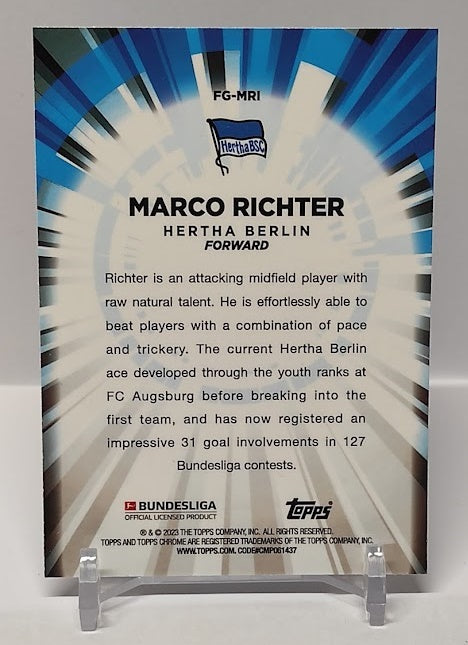 FG-MRI
HerthaBSC
MARCO RICHTER
HERTHA BERLIN
FORWARD
Richter is an attacking midfield player with
raw natural talent. He is effortlessly able to
beat players with a combination of pace
and trickery. The current Hertha Berlin
ace developed through the youth ranks at
FC Augsburg before breaking into the
first team, and has now registered an
impressive 31 goal involvements in 127
Bundesliga contests.
BUNDESLIGA
OFFICIAL LICENSED PRODUCT
topps
® & © 2023 THE TOPPS COMPANY, INC. ALL RIGHTS RESERVED.
TOPPS AND TOPPS CHROME ARE REGISTERED TRADEMARKS OF THE TOPPS COMPANY, INC.
WWW.TOPPS.COM. CODE#CMP061437